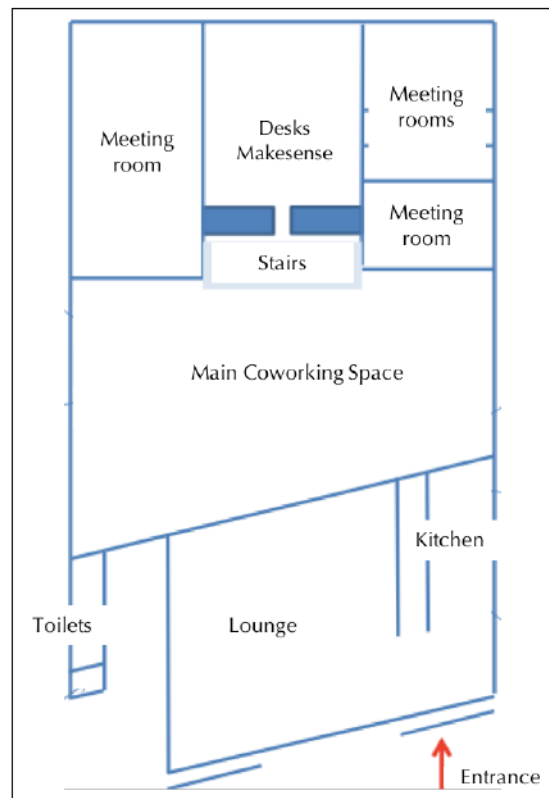 Meeting
room
Desks
Makesense
Meeting
rooms
Meeting
room
Stairs
Main Coworking Space
Kitchen
Toilets
Lounge
Entrance